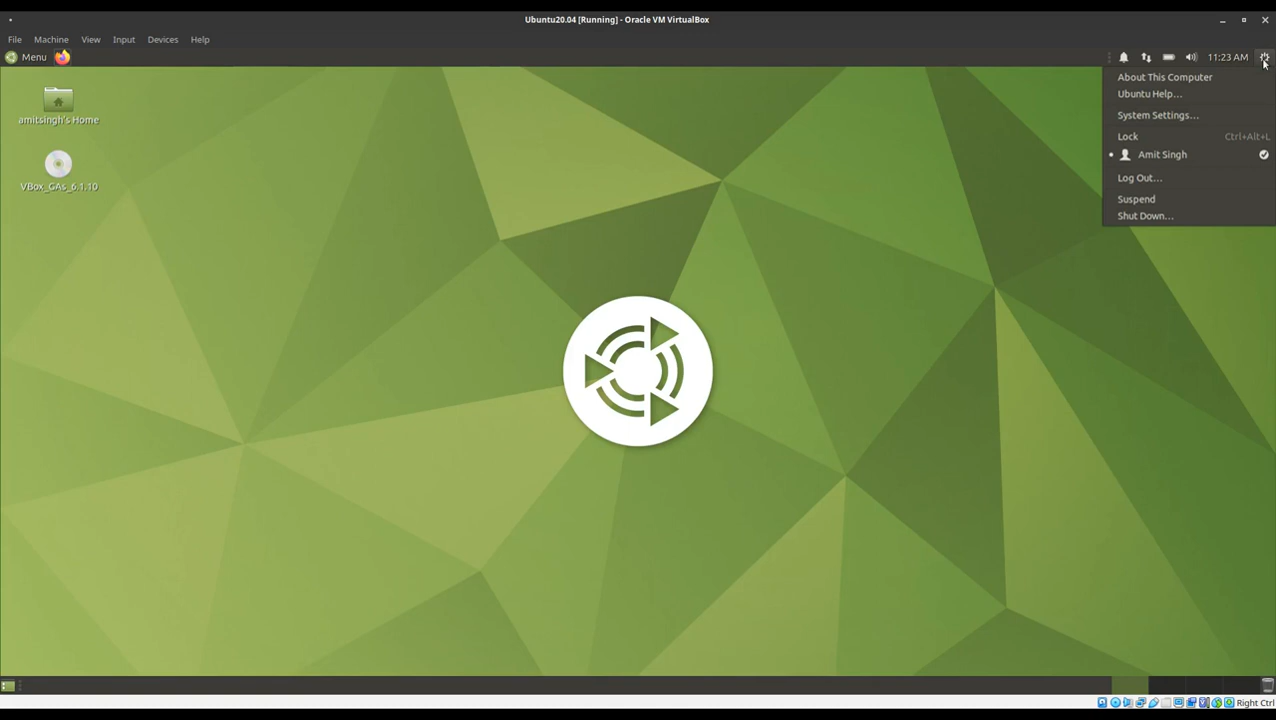 Ubuntu20.04 [Running] - Oracle VM VirtualBox
File Machine View Input Devices Help
Menu 11:23 AM
About This Computer
Ubuntu Help...
System Settings...
Lock Ctrl+Alt+L
Amit Singh
Log Out...
Suspend
Shut Down...
amitsingh's Home
VBox_GAs_6.1.10
Right Ctrl